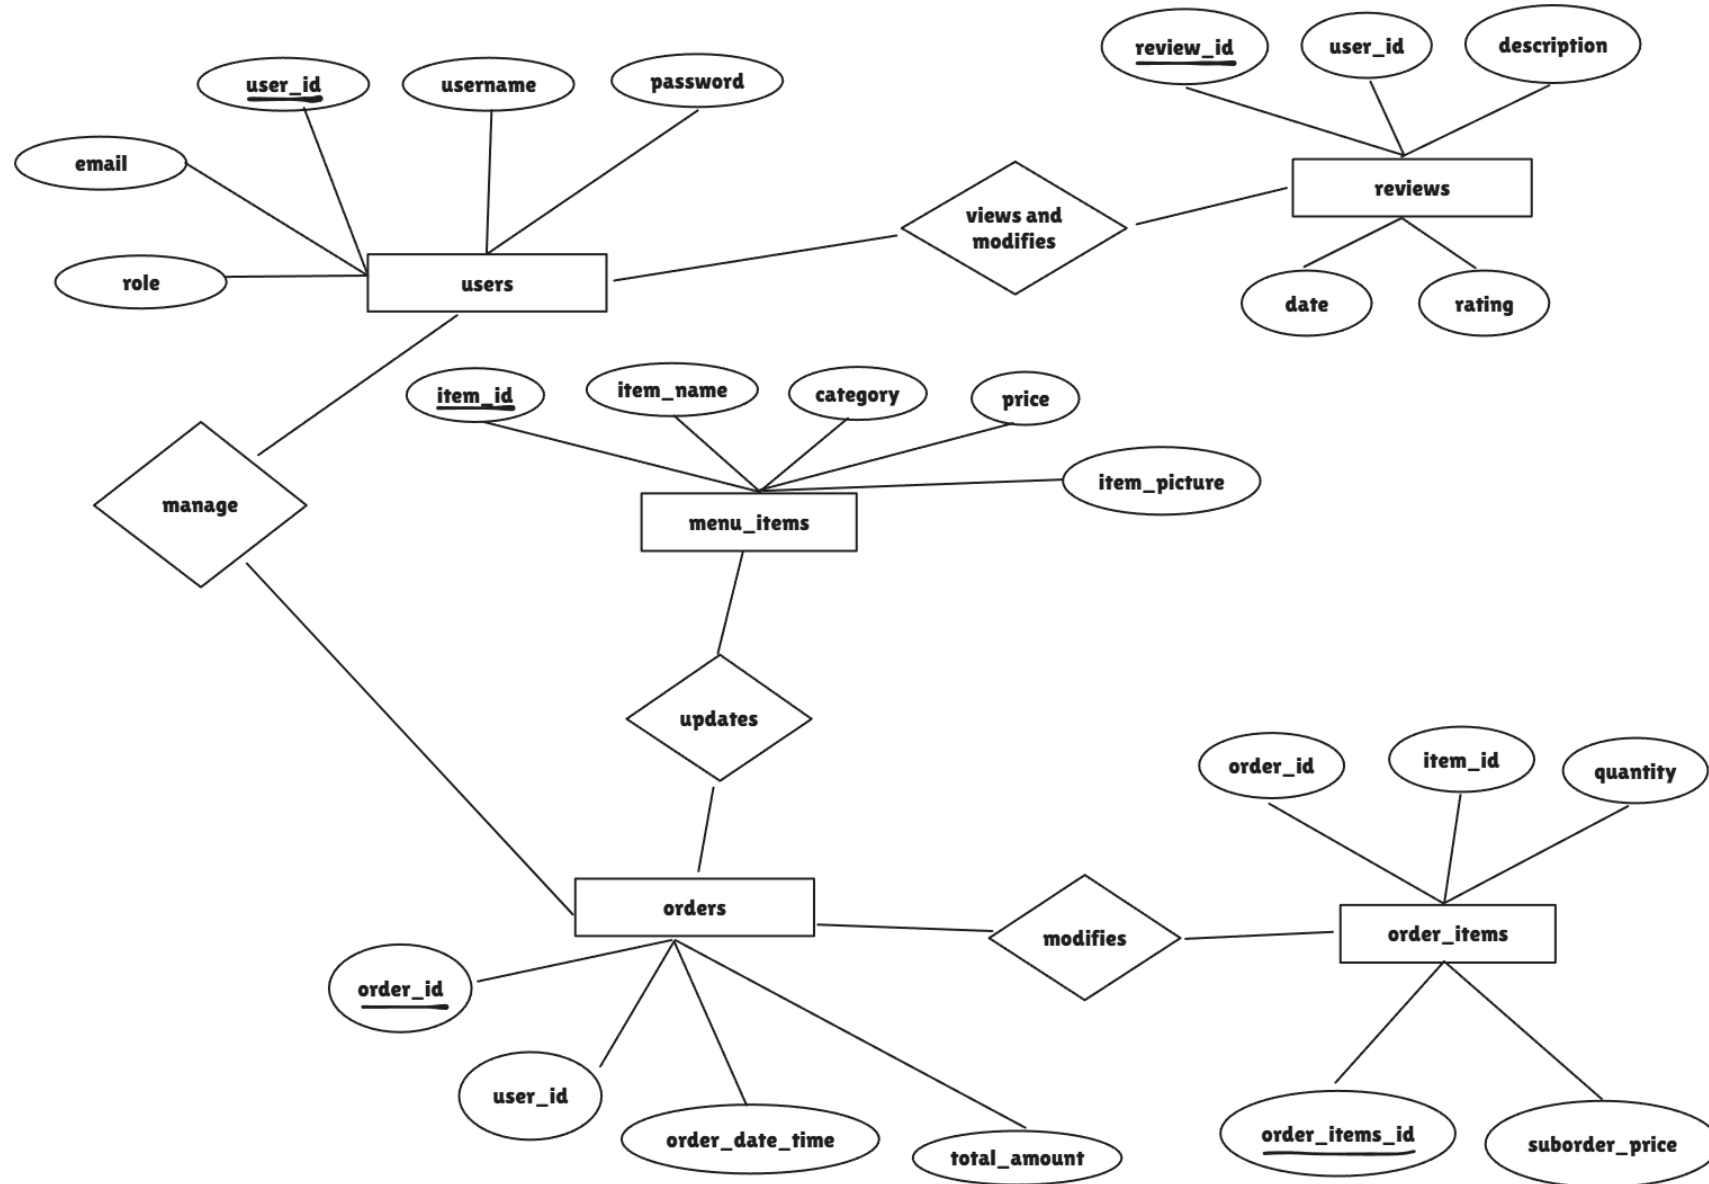 review_id
user_id
description
user_id
username
password
email
reviews
views and
modifies
role
users
date
rating
item_id
item_name
category
price
item_picture
manage
menu_items
updates
order_id
item_id
quantity
orders
modifies
order_items
order_id
user_id
order_date_time
total_amount
order_items_id
suborder_price